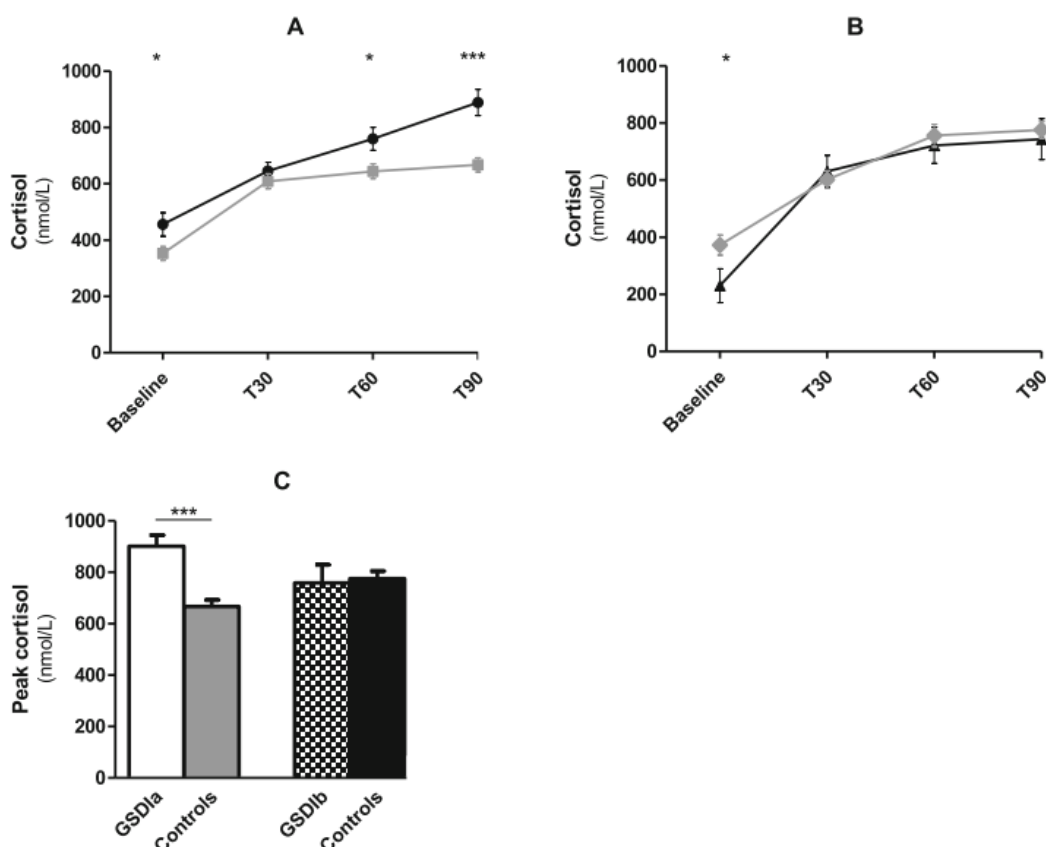 A
* * ***
1000
800
600
400
200
0
Cortisol
(nmol/L)
Baseline
T30
T60
T90
B
*
1000
800
600
400
200
0
Cortisol
(nmol/L)
Baseline
T30
T60
T90
C
***
1000
800
600
400
200
0
Peak cortisol
(nmol/L)
GSDIa
Controls
GSDIb
Controls